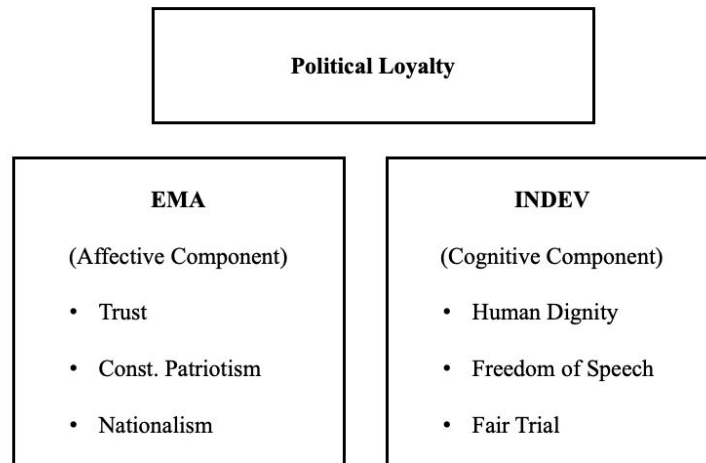 Political Loyalty
EMA
(Affective Component)
• Trust
• Const. Patriotism
• Nationalism
INDEV
(Cognitive Component)
• Human Dignity
• Freedom of Speech
• Fair Trial